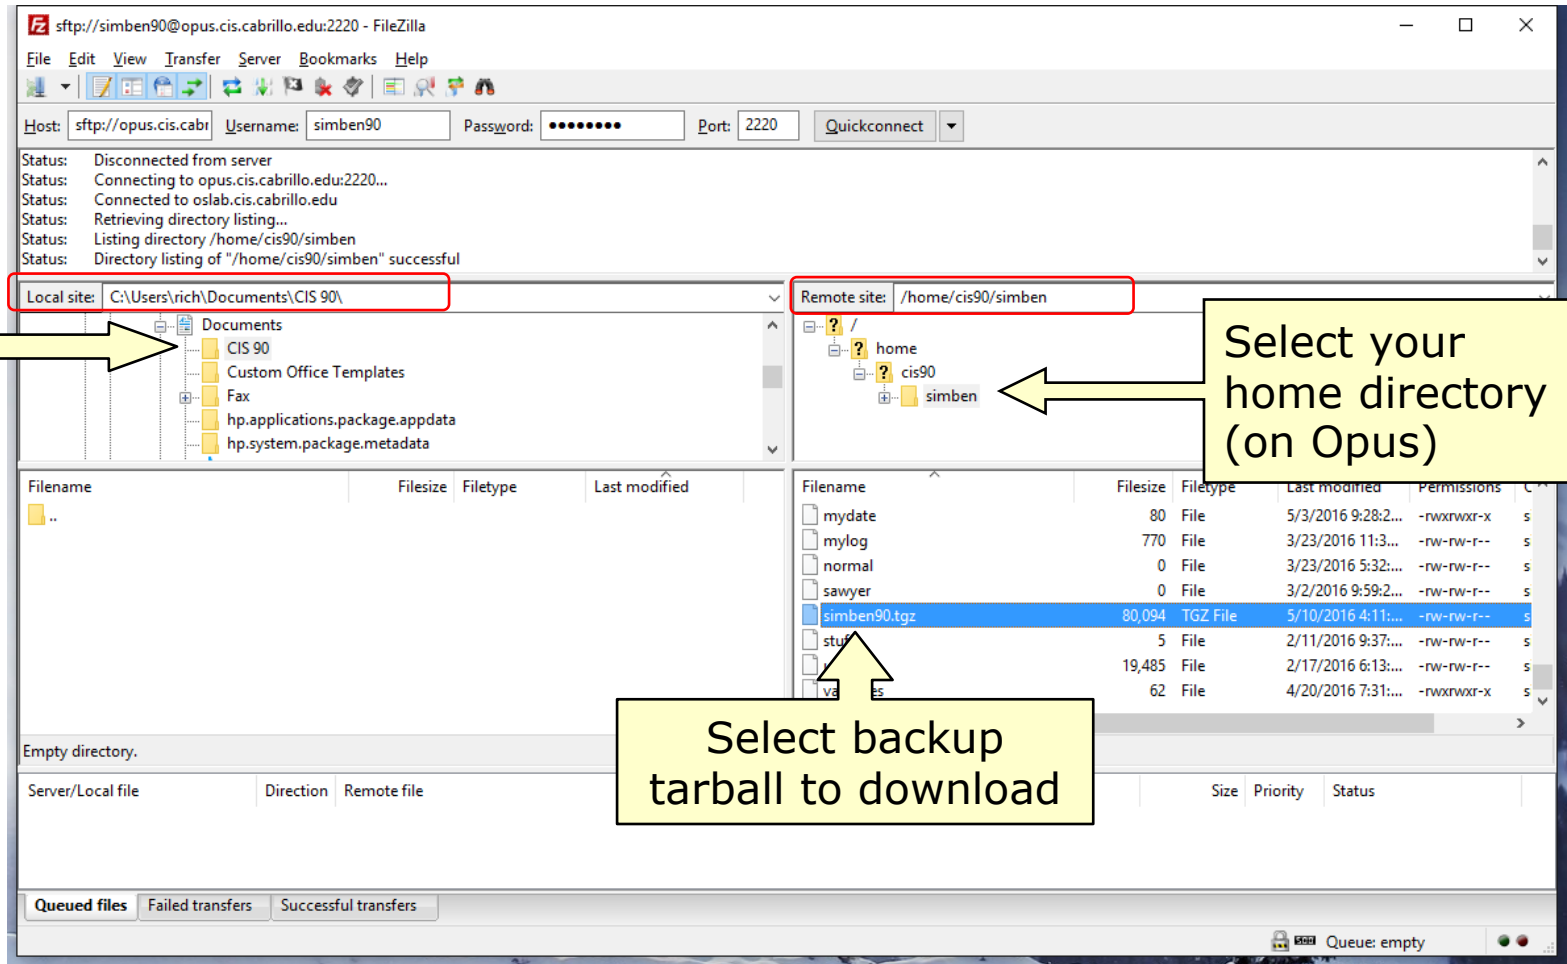 sftp://simben90@opus.cis.cabrillo.edu:2220 - FileZilla
File Edit View Transfer Server Bookmarks Help
Host: sftp://opus.cis.cabr Username: simben90 Password: ●●●●●●●● Port: 2220 Quickconnect
Status: Disconnected from server
Status: Connecting to opus.cis.cabrillo.edu:2220...
Status: Connected to oslab.cis.cabrillo.edu
Status: Retrieving directory listing...
Status: Listing directory /home/cis90/simben
Status: Directory listing of "/home/cis90/simben" successful
Local site: C:\Users\rich\Documents\CIS 90\
Documents
CIS 90
Custom Office Templates
Fax
hp.applications.package.appdata
hp.system.package.metadata
Remote site: /home/cis90/simben
/
home
cis90
simben
Select your
home directory
(on Opus)
Filename Filesize Filetype Last modified
..
Empty directory.
Filename Filesize Filetype Last modified Permissions
mydate 80 File 5/3/2016 9:28:2... -rwxrwxr-x s
mylog 770 File 3/23/2016 11:3... -rw-rw-r-- s
normal 0 File 3/23/2016 5:32:... -rw-rw-r-- s
sawyer 0 File 3/2/2016 9:59:2... -rw-rw-r-- s
simben90.tgz 80,094 TGZ File 5/10/2016 4:11:... -rw-rw-r-- s
5 File 2/11/2016 9:37:... -rw-rw-r-- s
19,485 File 2/17/2016 6:13:... -rw-rw-r-- s
62 File 4/20/2016 7:31:... -rwxrwxr-x s
Select backup
tarball to download
Server/Local file Direction Remote file Size Priority Status
Queued files Failed transfers Successful transfers
Queue: empty